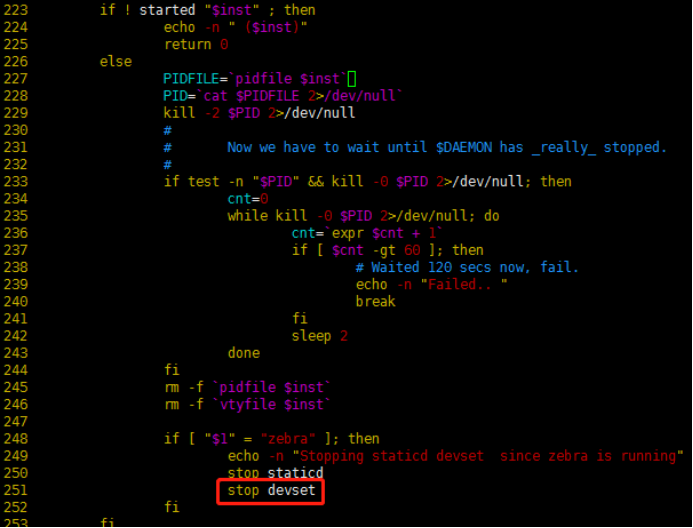 223 if ! started "$inst" ; then
224 echo -n " ($inst)"
225 return 0
226 else
227 PIDFILE=`pidfile $inst`
228 PID=`cat $PIDFILE 2>/dev/null`
229 kill -2 $PID 2>/dev/null
230 #
231 # Now we have to wait until $DAEMON has _really_ stopped.
232 #
233 if test -n "$PID" && kill -0 $PID 2>/dev/null; then
234 cnt=0
235 while kill -0 $PID 2>/dev/null; do
236 cnt=`expr $cnt + 1`
237 if [ $cnt -gt 60 ]; then
238 # Waited 120 secs now, fail.
239 echo -n "Failed.. "
240 break
241 fi
242 sleep 2
243 done
244 fi
245 rm -f `pidfile $inst`
246 rm -f `vtyfile $inst`
247
248 if [ "$1" = "zebra" ]; then
249 echo -n "Stopping staticd devset  since zebra is running"
250 stop staticd
251 stop devset
252 fi
253 fi